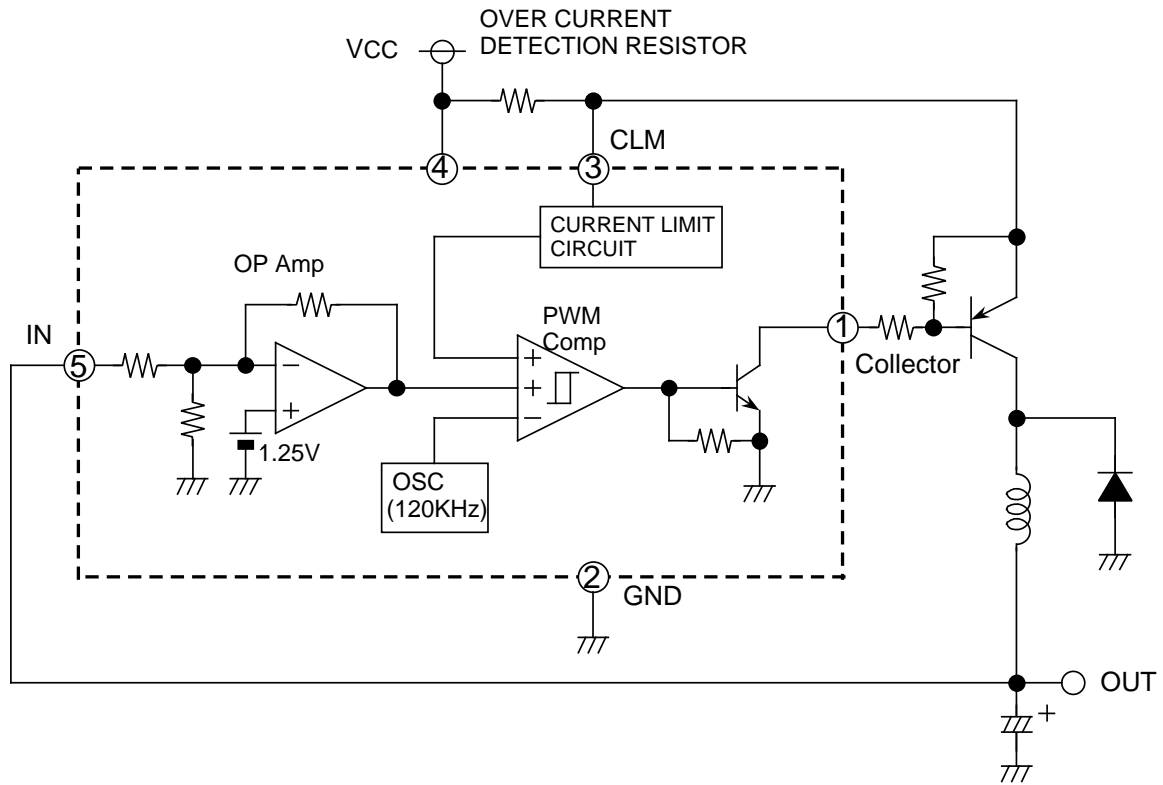 OVER CURRENT
DETECTION RESISTOR
VCC
CLM
4
3
CURRENT LIMIT
CIRCUIT
OP Amp
PWM
Comp
1
IN
5
Collector
−
+
1.25V
+
+
−
OSC
(120KHz)
2
GND
OUT
+